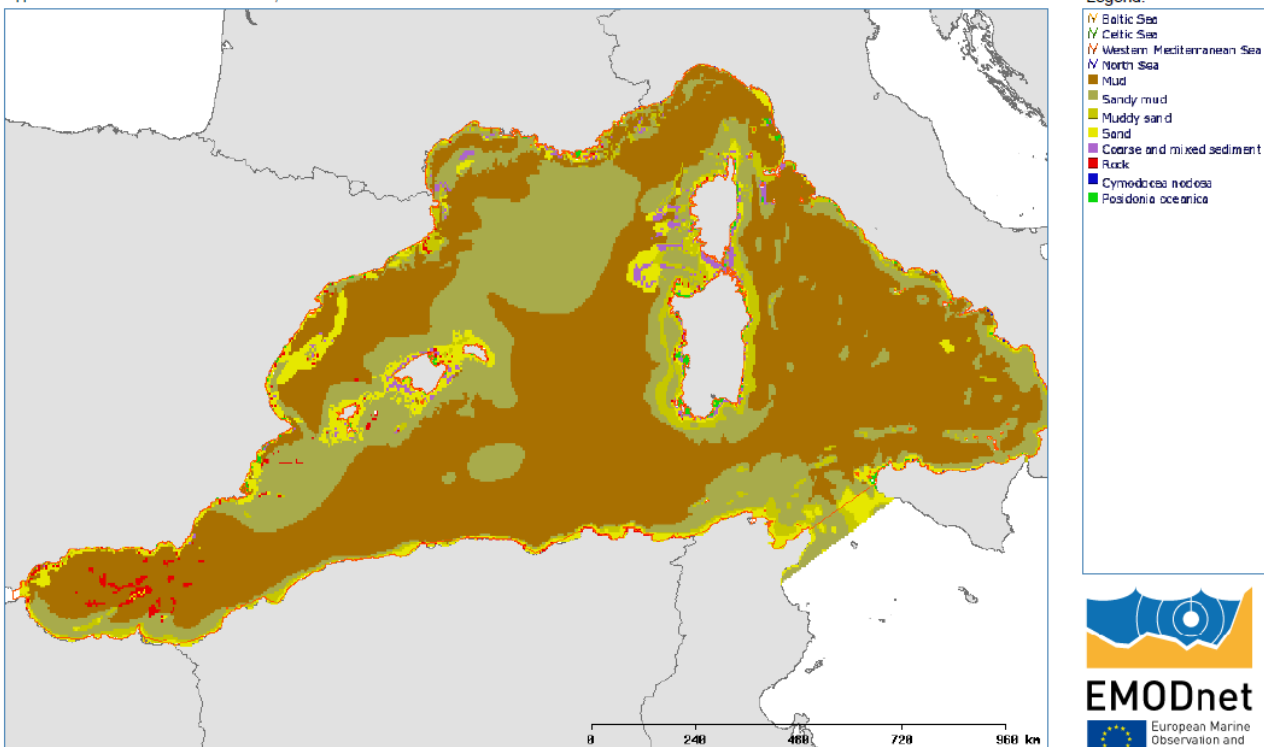 Legend:
Baltic Sea
Celtic Sea
Western Mediterranean Sea
North Sea
Mud
Sandy mud
Muddy sand
Sand
Coarse and mixed sediment
Rock
Cymodocea nodosa
Posidonia oceanica
0 240 480 720 960 km
EMODnet
European Marine
Observation and